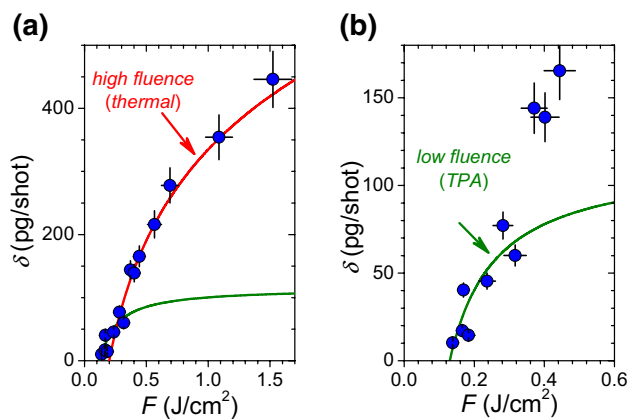 (a)
(b)
400
200
0
δ (pg/shot)
high fluence
(thermal)
0.0
0.5
1.0
1.5
F (J/cm²)
150
100
50
0
δ (pg/shot)
low fluence
(TPA)
0.0
0.2
0.4
0.6
F (J/cm²)